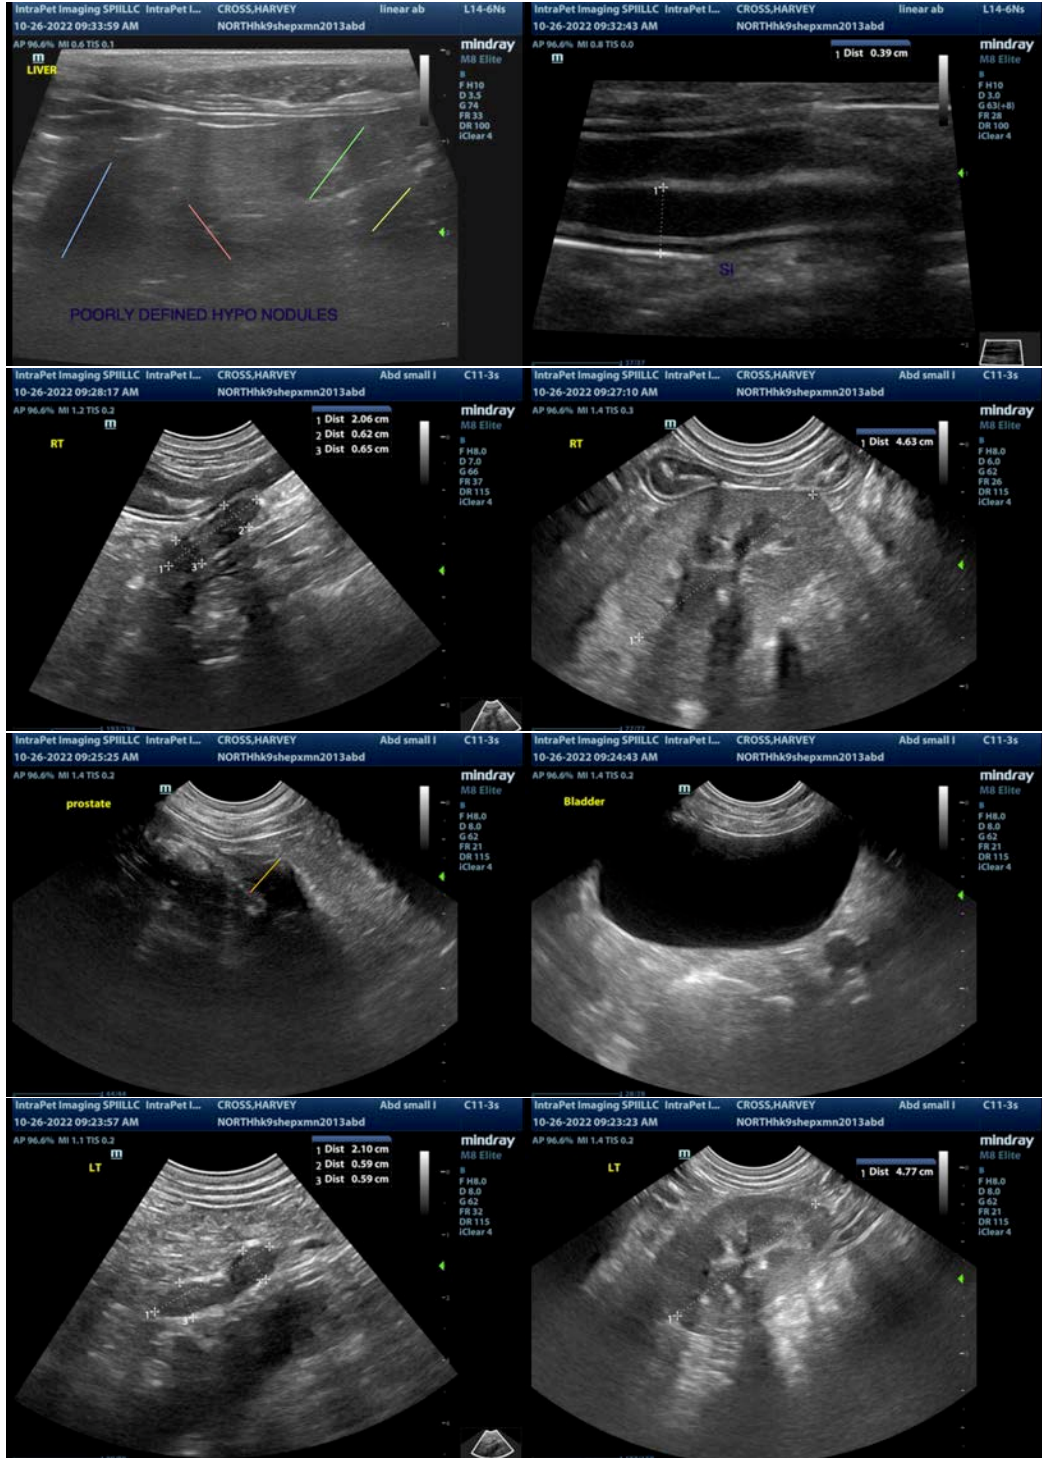 IntraPet Imaging SPIILLC IntraPet I... CROSS,HARVEY linear ab L14-6Ns
10-26-2022 09:33:59 AM NORTHhk9shepxmn2013abd
AP 96.6% MI 0.6 TIS 0.1
mindray
M8 Elite
m
LIVER
B
F H10
D 3.5
G 74
FR 33
DR 100
iClear 4
POORLY DEFINED HYPO NODULES
IntraPet Imaging SPIILLC IntraPet I... CROSS,HARVEY linear ab L14-6Ns
10-26-2022 09:32:43 AM NORTHhk9shepxmn2013abd
AP 96.6% MI 0.8 TIS 0.0
1 Dist 0.39 cm
mindray
M8 Elite
m
B
F H10
D 3.0
G 63(+8)
FR 28
DR 100
iClear 4
1
SI
IntraPet Imaging SPIILLC IntraPet I... CROSS,HARVEY Abd small I C11-3s
10-26-2022 09:28:17 AM NORTHhk9shepxmn2013abd
AP 96.6% MI 1.2 TIS 0.2
1 Dist 2.06 cm
2 Dist 0.62 cm
3 Dist 0.65 cm
mindray
M8 Elite
m
RT
B
F H8.0
D 7.0
G 66
FR 37
DR 115
iClear 4
2
1
3
IntraPet Imaging SPIILLC IntraPet I... CROSS,HARVEY Abd small I C11-3s
10-26-2022 09:27:10 AM NORTHhk9shepxmn2013abd
AP 96.6% MI 1.4 TIS 0.3
1 Dist 4.63 cm
mindray
M8 Elite
m
RT
B
F H8.0
D 6.0
G 62
FR 26
DR 115
iClear 4
1
IntraPet Imaging SPIILLC IntraPet I... CROSS,HARVEY Abd small I C11-3s
10-26-2022 09:25:25 AM NORTHhk9shepxmn2013abd
AP 96.6% MI 1.4 TIS 0.2
mindray
M8 Elite
m
prostate
B
F H8.0
D 8.0
G 62
FR 21
DR 115
iClear 4
IntraPet Imaging SPIILLC IntraPet I... CROSS,HARVEY Abd small I C11-3s
10-26-2022 09:24:43 AM NORTHhk9shepxmn2013abd
AP 96.6% MI 1.4 TIS 0.2
mindray
M8 Elite
m
Bladder
B
F H8.0
D 8.0
G 62
FR 21
DR 115
iClear 4
IntraPet Imaging SPIILLC IntraPet I... CROSS,HARVEY Abd small I C11-3s
10-26-2022 09:23:57 AM NORTHhk9shepxmn2013abd
AP 96.6% MI 1.1 TIS 0.2
1 Dist 2.10 cm
2 Dist 0.59 cm
3 Dist 0.59 cm
mindray
M8 Elite
m
LT
B
F H8.0
D 8.0
G 62
FR 32
DR 115
iClear 4
2
1
3
IntraPet Imaging SPIILLC IntraPet I... CROSS,HARVEY Abd small I C11-3s
10-26-2022 09:23:23 AM NORTHhk9shepxmn2013abd
AP 96.6% MI 1.4 TIS 0.2
1 Dist 4.77 cm
mindray
M8 Elite
m
LT
B
F H8.0
D 8.0
G 62
FR 21
DR 115
iClear 4
1